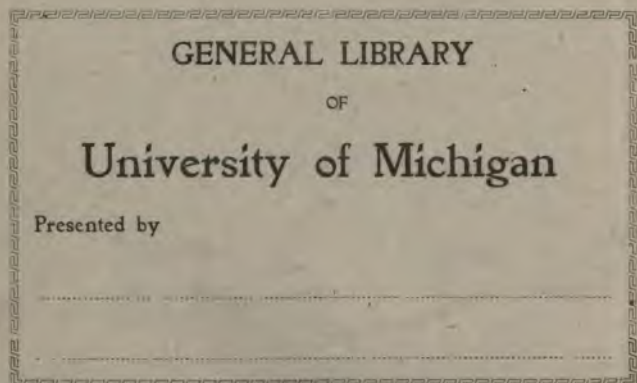 GENERAL LIBRARY
OF
University of Michigan
Presented by